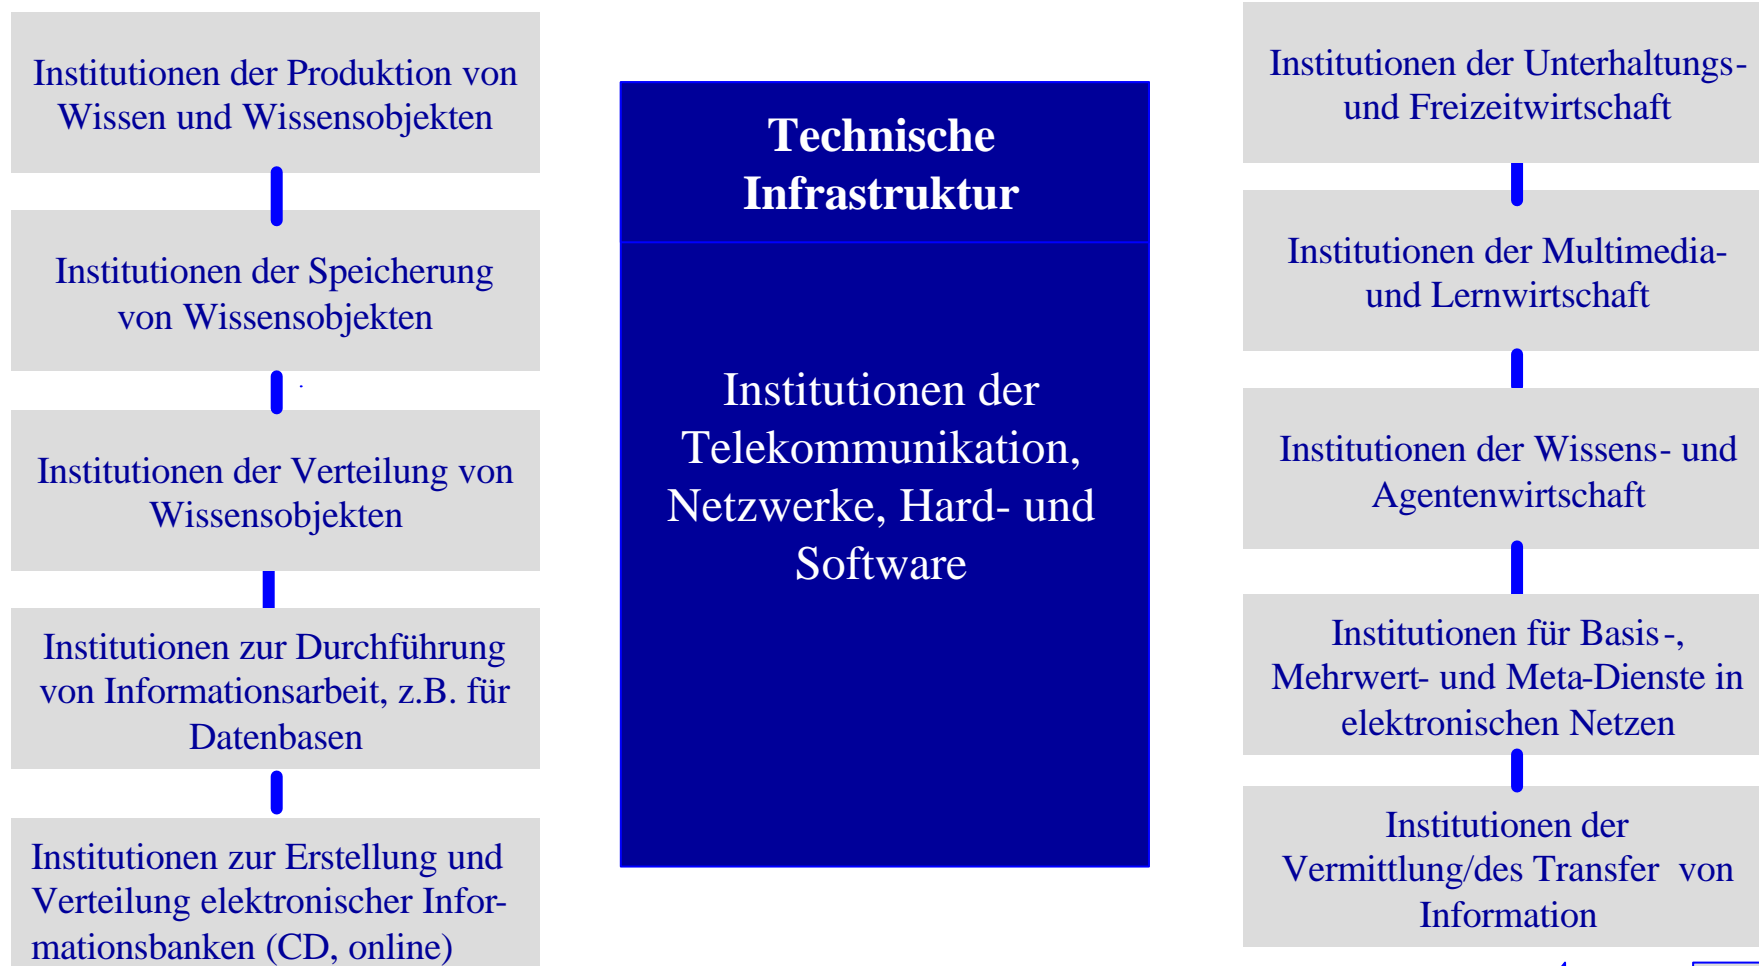 Institutionen der Produktion von
Wissen und Wissensobjekten
Institutionen der Speicherung
von Wissensobjekten
Institutionen der Verteilung von
Wissensobjekten
Institutionen zur Durchführung
von Informationsarbeit, z.B. für
Datenbasen
Institutionen zur Erstellung und
Verteilung elektronischer Infor-
mationsbanken (CD, online)
Technische
Infrastruktur
Institutionen der
Telekommunikation,
Netzwerke, Hard- und
Software
Institutionen der Unterhaltungs-
und Freizeitwirtschaft
Institutionen der Multimedia-
und Lernwirtschaft
Institutionen der Wissens- und
Agentenwirtschaft
Institutionen für Basis-,
Mehrwert- und Meta-Dienste in
elektronischen Netzen
Institutionen der
Vermittlung/des Transfer von
Information